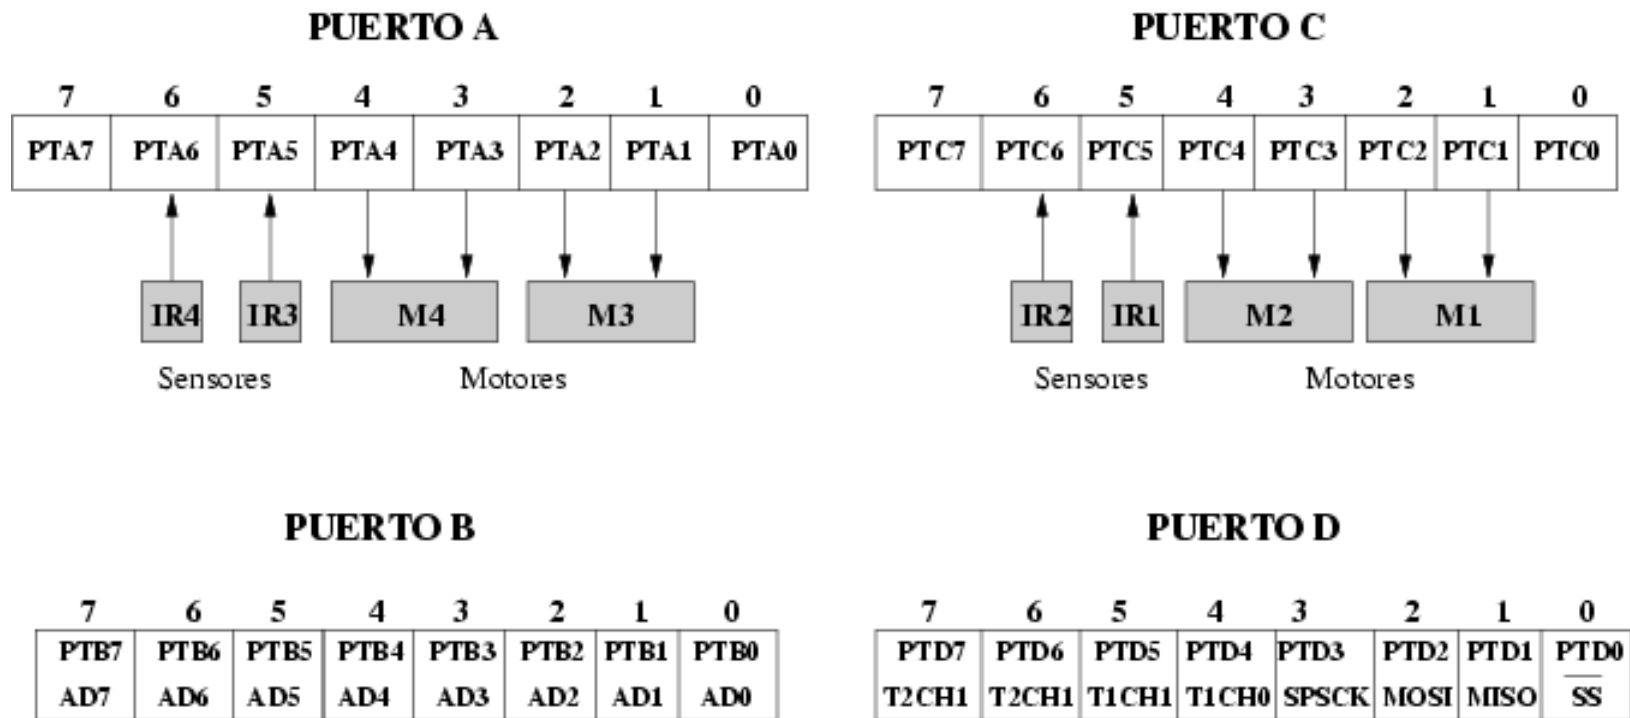 PUERTO A
7 6 5 4 3 2 1 0
PTA7 PTA6 PTA5 PTA4 PTA3 PTA2 PTA1 PTA0
IR4 IR3 M4 M3
Sensores Motores
PUERTO C
7 6 5 4 3 2 1 0
PTC7 PTC6 PTC5 PTC4 PTC3 PTC2 PTC1 PTC0
IR2 IR1 M2 M1
Sensores Motores
PUERTO B
7 6 5 4 3 2 1 0
PTB7 PTB6 PTB5 PTB4 PTB3 PTB2 PTB1 PTB0
AD7 AD6 AD5 AD4 AD3 AD2 AD1 AD0
PUERTO D
7 6 5 4 3 2 1 0
PTD7 PTD6 PTD5 PTD4 PTD3 PTD2 PTD1 PTD0
T2CH1 T2CH1 T1CH1 T1CH0 SPSCK MOSI MISO SS